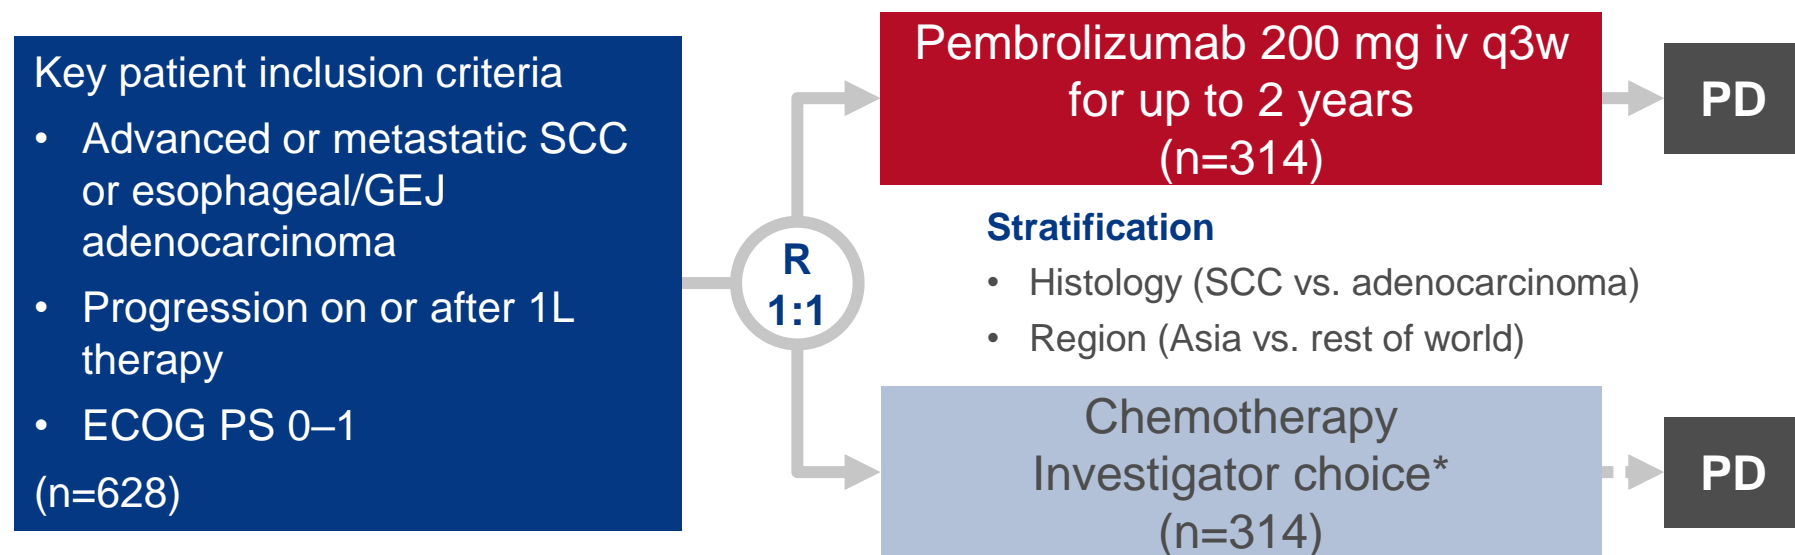 Key patient inclusion criteria
• Advanced or metastatic SCC
or esophageal/GEJ
adenocarcinoma
• Progression on or after 1L
therapy
• ECOG PS 0–1
(n=628)
R
1:1
Pembrolizumab 200 mg iv q3w
for up to 2 years
(n=314)
PD
Stratification
• Histology (SCC vs. adenocarcinoma)
• Region (Asia vs. rest of world)
Chemotherapy
Investigator choice*
(n=314)
PD